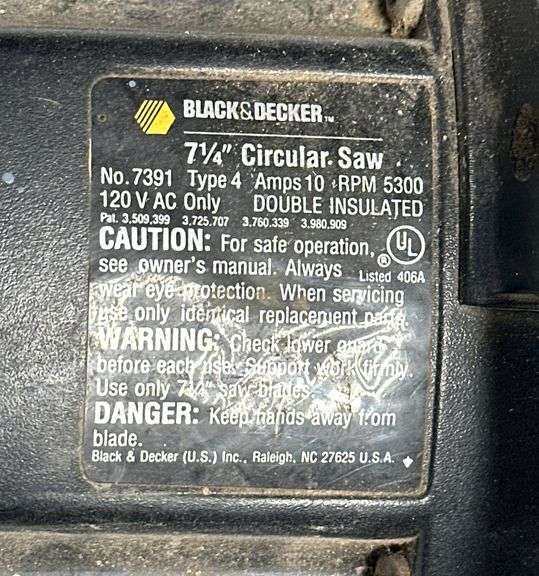 BLACK&DECKER™
7¼" Circular Saw
No. 7391 Type 4 Amps 10 RPM 5300
120 V AC Only DOUBLE INSULATED
Pat. 3,509,399 3,725,707 3,760,339 3,980,909
CAUTION: For safe operation,
see owner's manual. Always
UL ® Listed 406A
wear eye protection. When servicing
use only identical replacement parts.
WARNING: Check lower guard
before each use. Support work firmly.
Use only 7¼" saw blades.
DANGER: Keep hands away from
blade.
Black & Decker (U.S.) Inc., Raleigh, NC 27625 U.S.A.